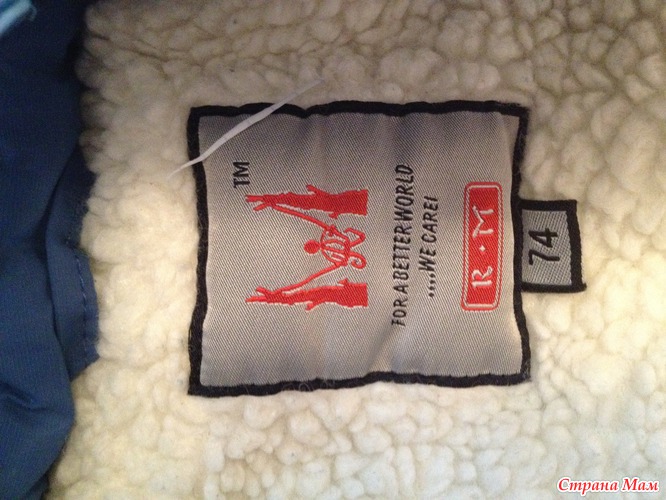 TM
FOR A BETTER WORLD
....WE CARE!
R·M
74
Страна Мам